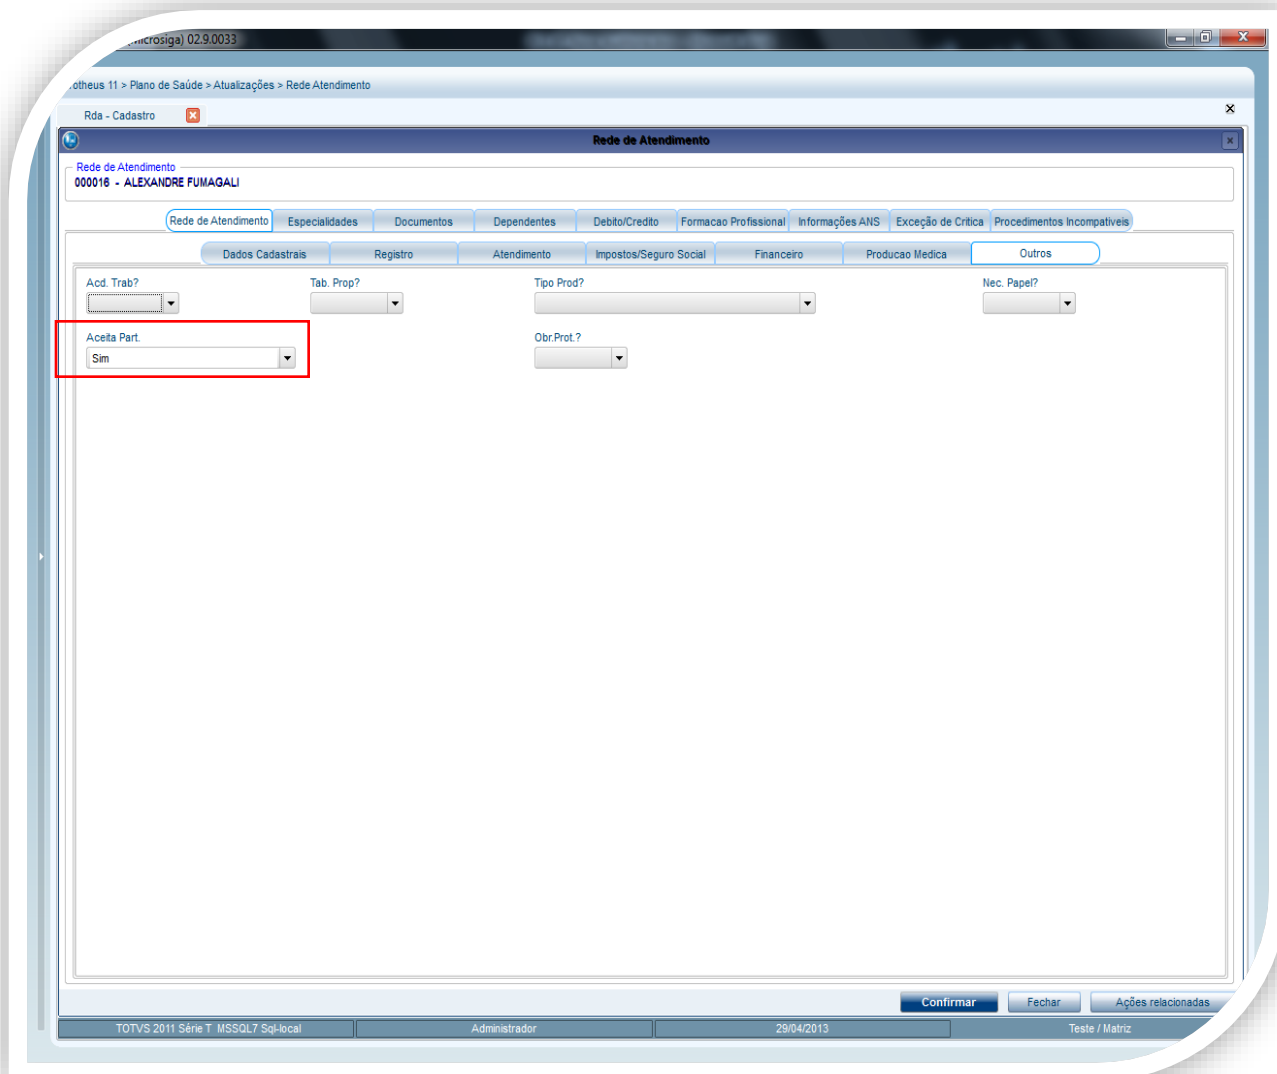 (Microsiga) 02.9.0033
otheus 11 > Plano de Saúde > Atualizações > Rede Atendimento
Rda - Cadastro
Rede de Atendimento
Rede de Atendimento
000016 - ALEXANDRE FUMAGALI
Rede de Atendimento Especialidades Documentos Dependentes Debito/Credito Formacao Profissional Informações ANS Exceção de Critica Procedimentos Incompativeis
Dados Cadastrais Registro Atendimento Impostos/Seguro Social Financeiro Producao Medica Outros
Acd. Trab? Tab. Prop? Tipo Prod? Nec. Papel?
Aceita Part. Obr.Prot.?
Sim
Confirmar Fechar Ações relacionadas
TOTVS 2011 Série T MSSQL7 Sql-local Administrador 29/04/2013 Teste / Matriz